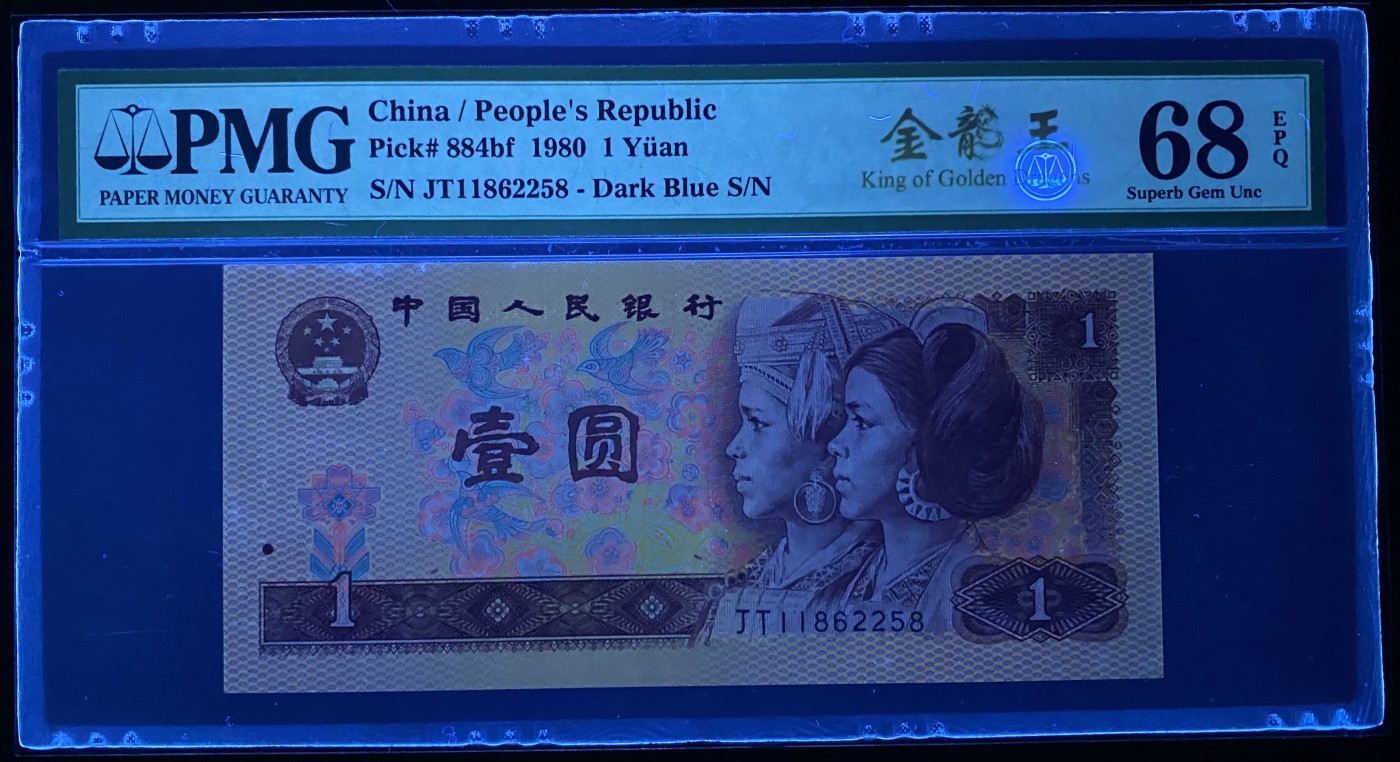 PMG
PAPER MONEY GUARANTY
China / People's Republic
Pick# 884bf 1980 1 Yüan
S/N JT11862258 - Dark Blue S/N
金龍王
King of Golden Dragons
68
EPQ
Superb Gem Unc
中国人民银行
1
壹圆
1
JT11862258
1